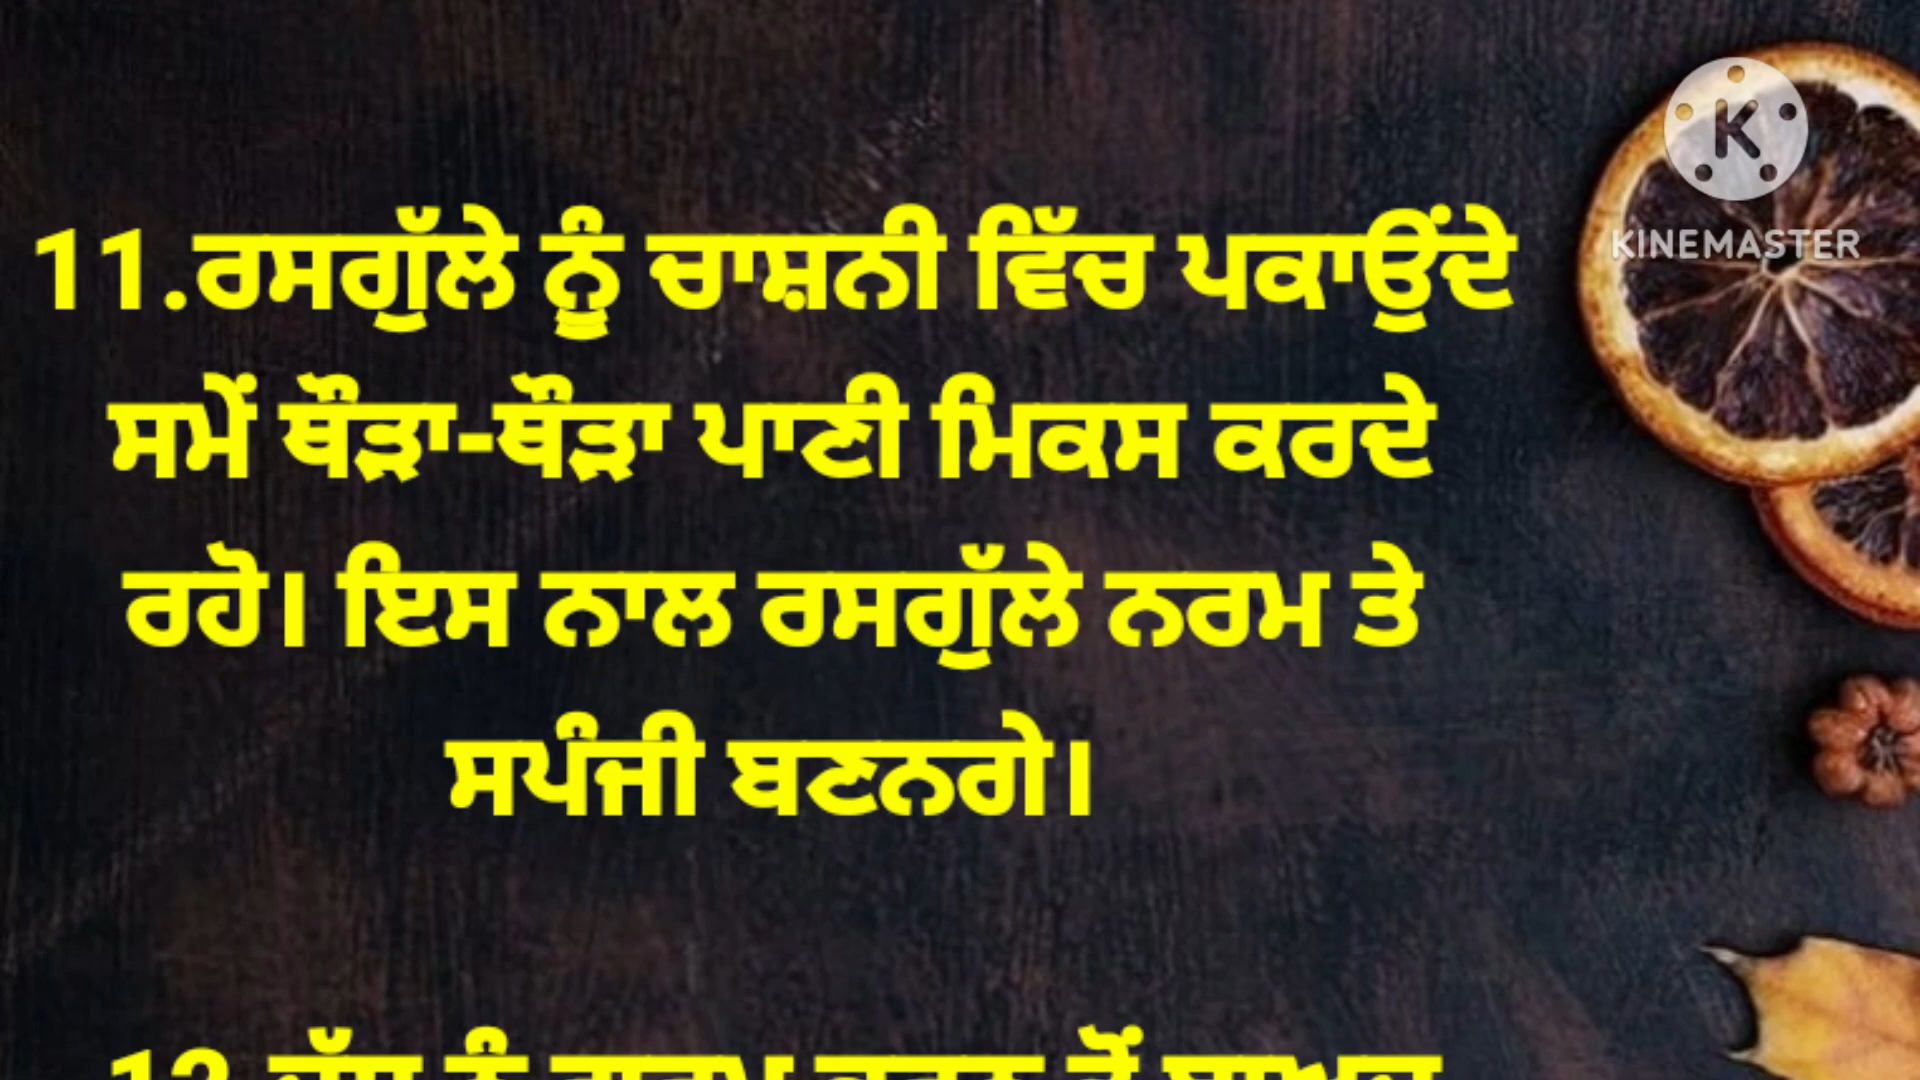 11.ਰਸਗੁੱਲੇ ਨੂੰ ਚਾਸ਼ਨੀ ਵਿੱਚ ਪਕਾਉਂਦੇ
ਸਮੇਂ ਥੌੜਾ-ਥੌੜਾ ਪਾਣੀ ਮਿਕਸ ਕਰਦੇ
ਰਹੋ। ਇਸ ਨਾਲ ਰਸਗੁੱਲੇ ਨਰਮ ਤੇ
ਸਪੰਜੀ ਬਣਨਗੇ।
K
KINEMASTER